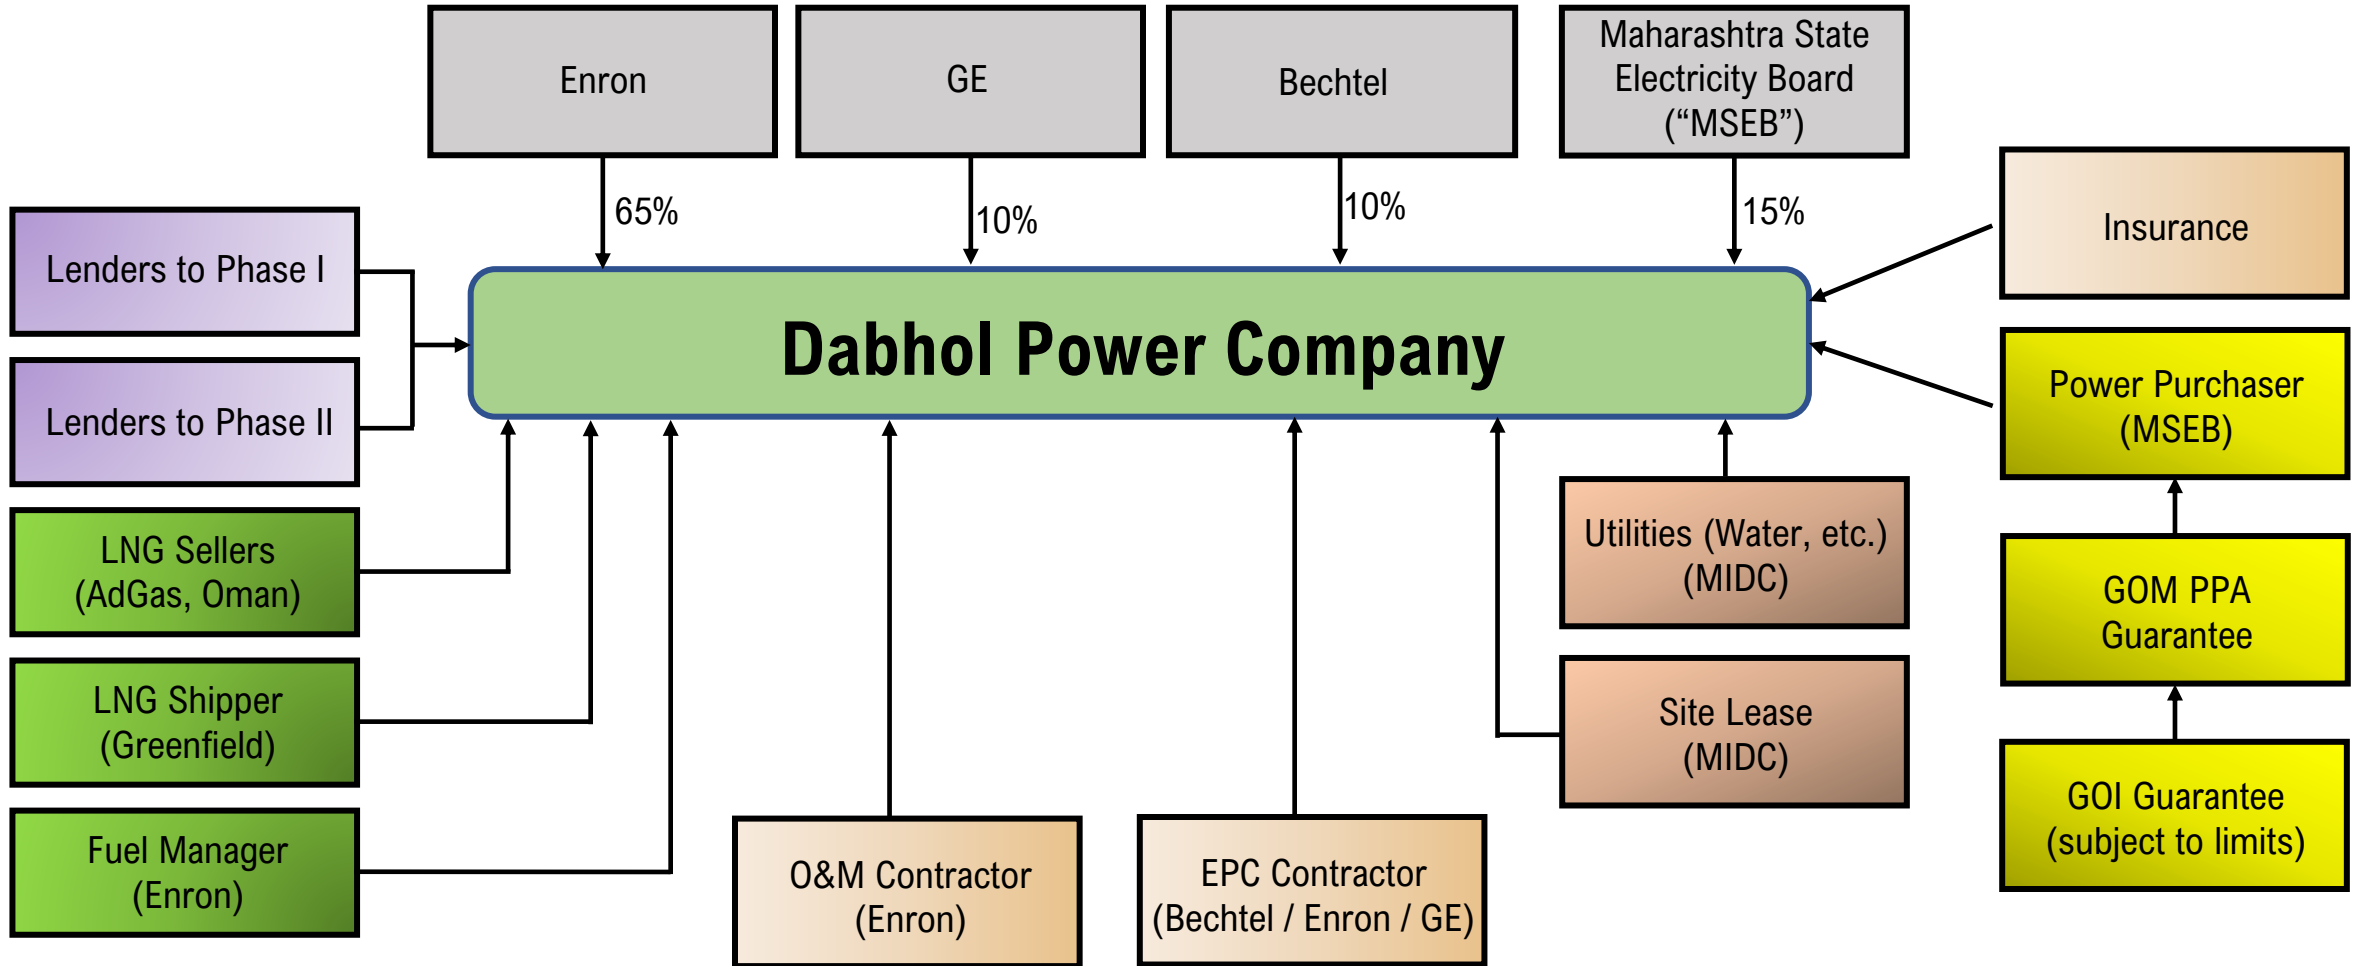 Enron
GE
Bechtel
Maharashtra State
Electricity Board
(“MSEB”)
65%
10%
10%
15%
Insurance
Lenders to Phase I
Lenders to Phase II
Dabhol Power Company
Power Purchaser
(MSEB)
LNG Sellers
(AdGas, Oman)
Utilities (Water, etc.)
(MIDC)
GOM PPA
Guarantee
LNG Shipper
(Greenfield)
Site Lease
(MIDC)
GOI Guarantee
(subject to limits)
Fuel Manager
(Enron)
O&M Contractor
(Enron)
EPC Contractor
(Bechtel / Enron / GE)